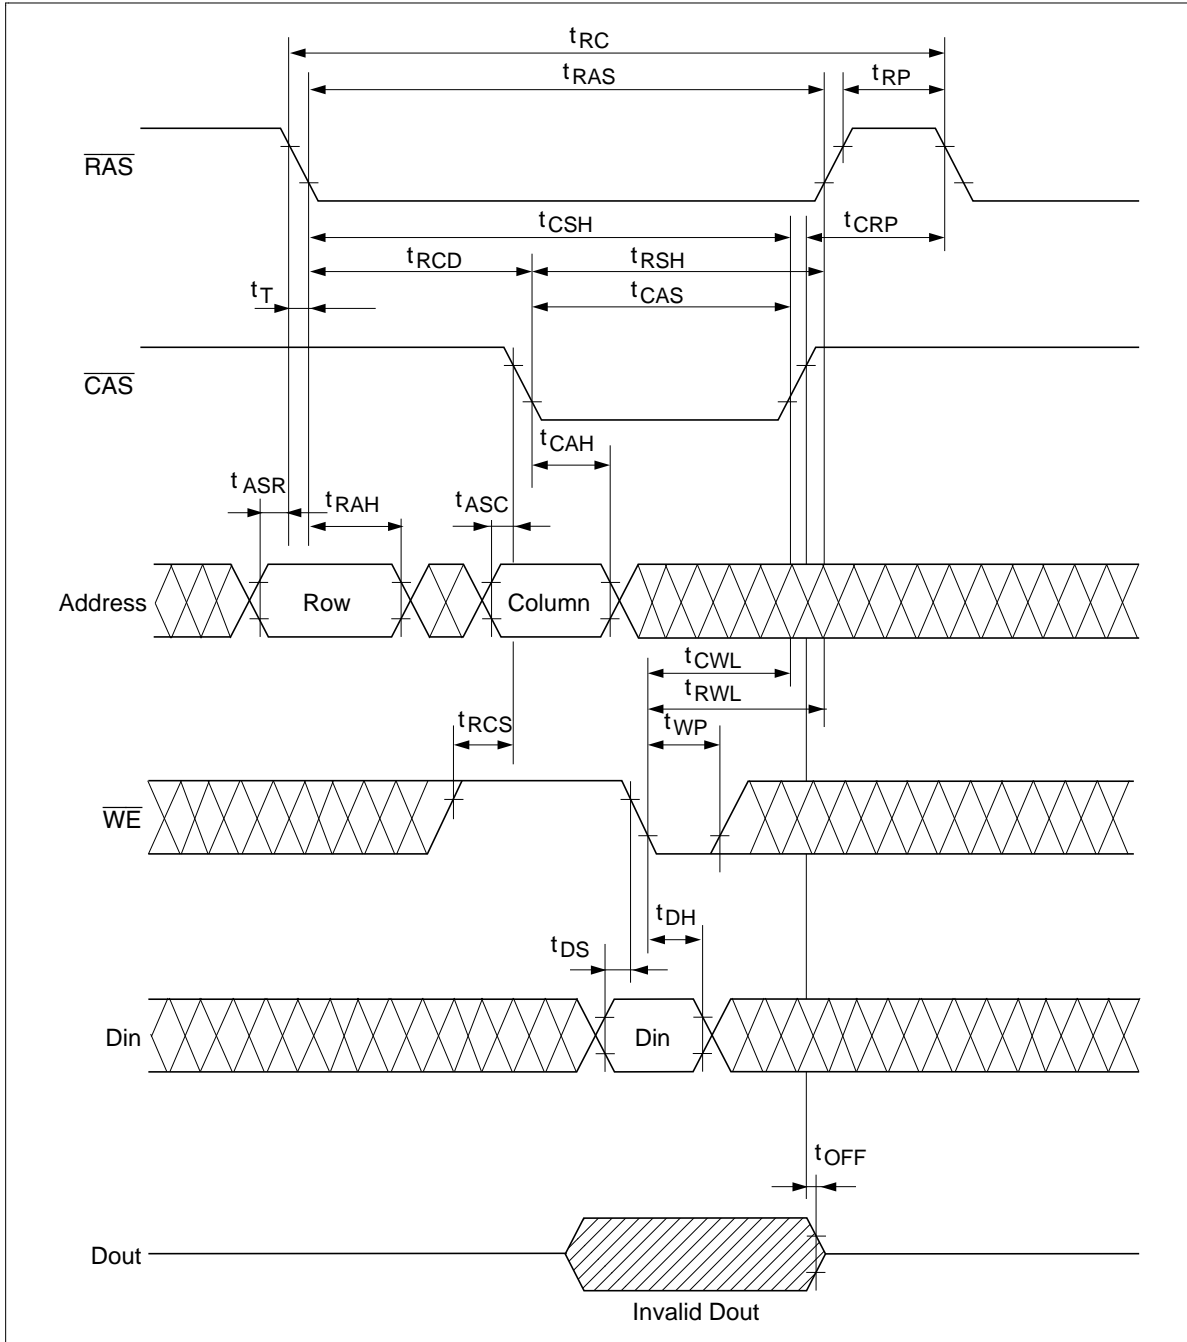 tRC
tRAS
tRP
RAS
tCSH
tCRP
tRCD
tRSH
tT
tCAS
CAS
tCAH
tASR
tRAH
tASC
Address
Row
Column
tCWL
tRWL
tRCS
tWP
WE
tDH
tDS
Din
Din
tOFF
Dout
Invalid Dout